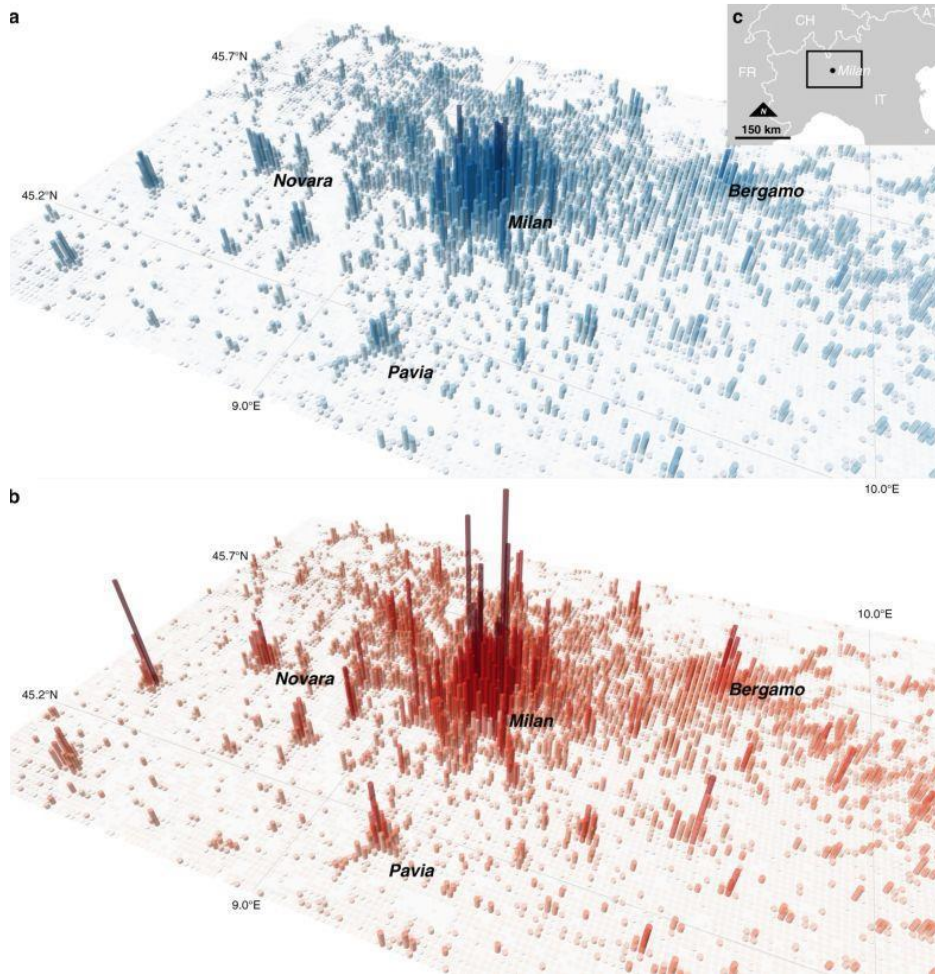 a
45.7°N
45.2°N
Novara
Milan
Bergamo
Pavia
9.0°E
10.0°E
c
CH
AT
FR
Milan
IT
N
150 km
b
45.7°N
10.0°E
45.2°N
Novara
Milan
Bergamo
Pavia
9.0°E